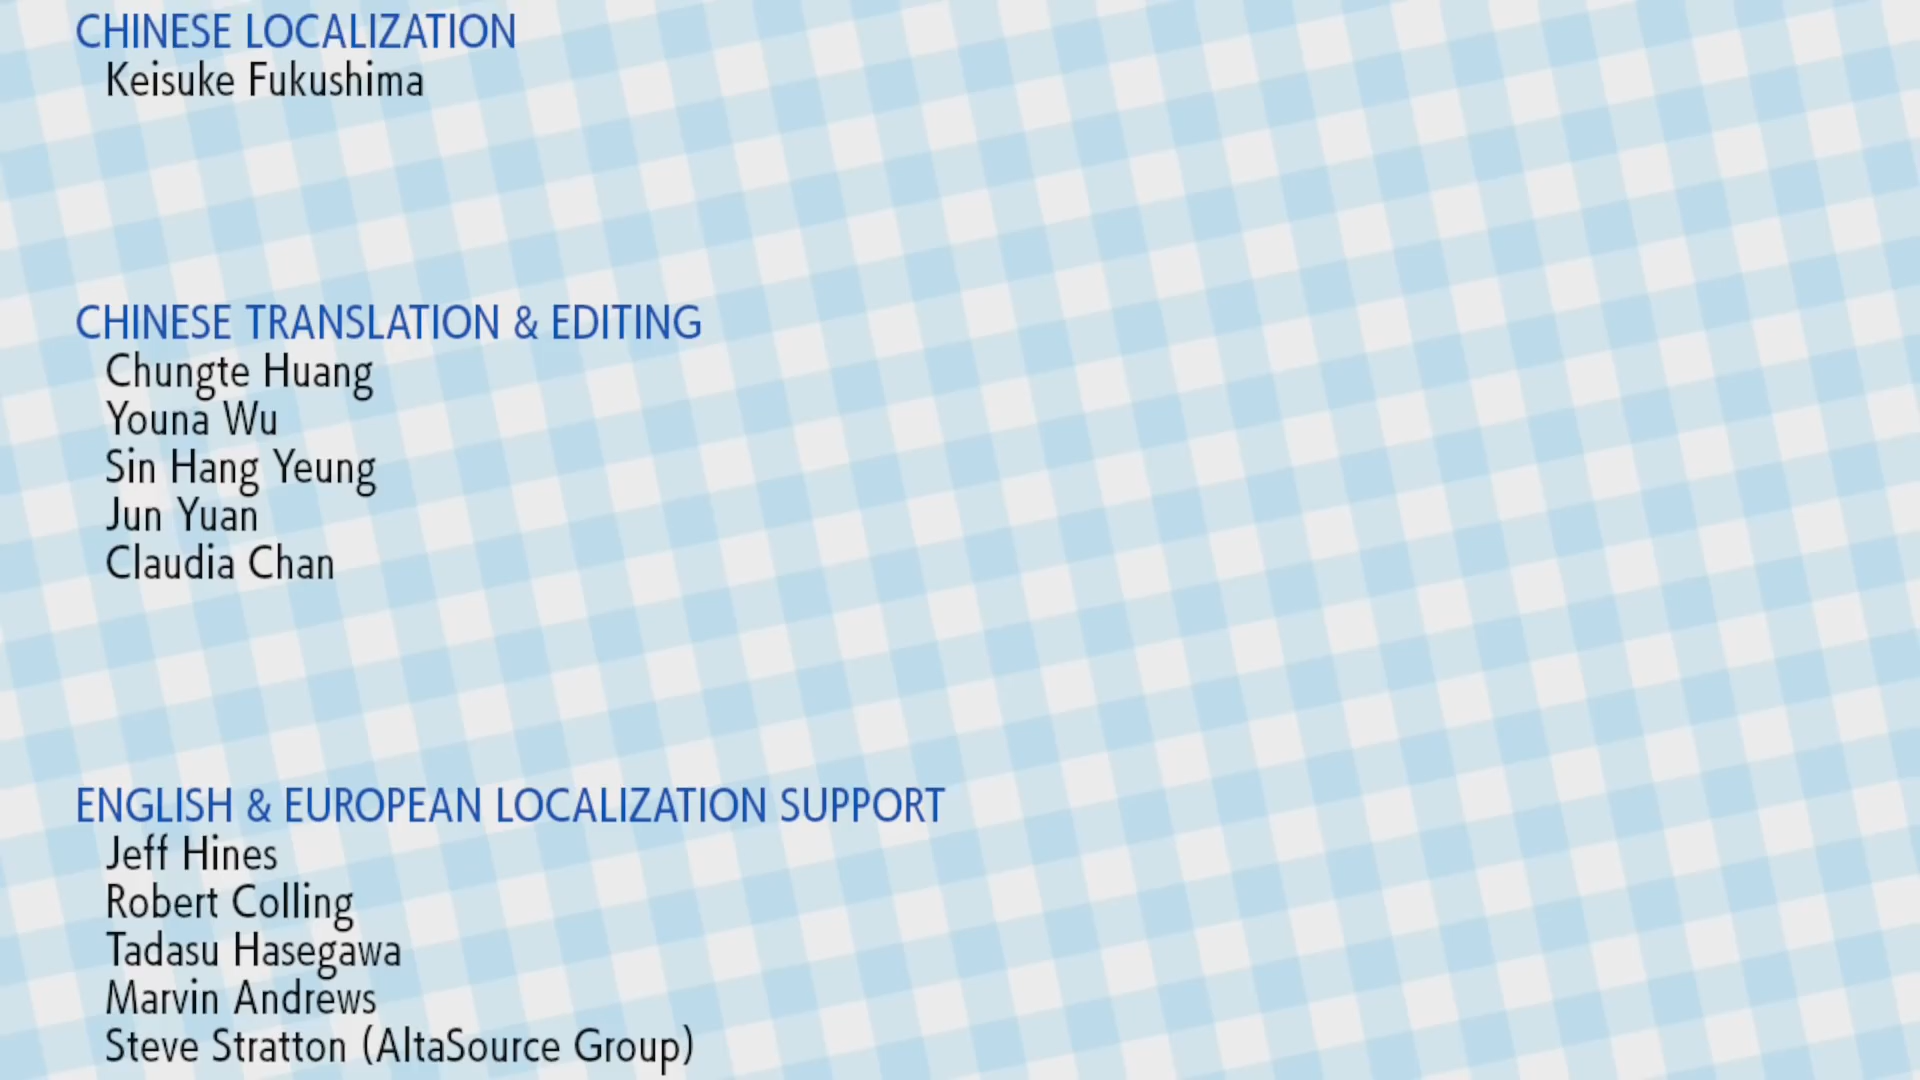 CHINESE LOCALIZATION
Keisuke Fukushima
CHINESE TRANSLATION & EDITING
Chungte Huang
Youna Wu
Sin Hang Yeung
Jun Yuan
Claudia Chan
ENGLISH & EUROPEAN LOCALIZATION SUPPORT
Jeff Hines
Robert Colling
Tadasu Hasegawa
Marvin Andrews
Steve Stratton (AltaSource Group)